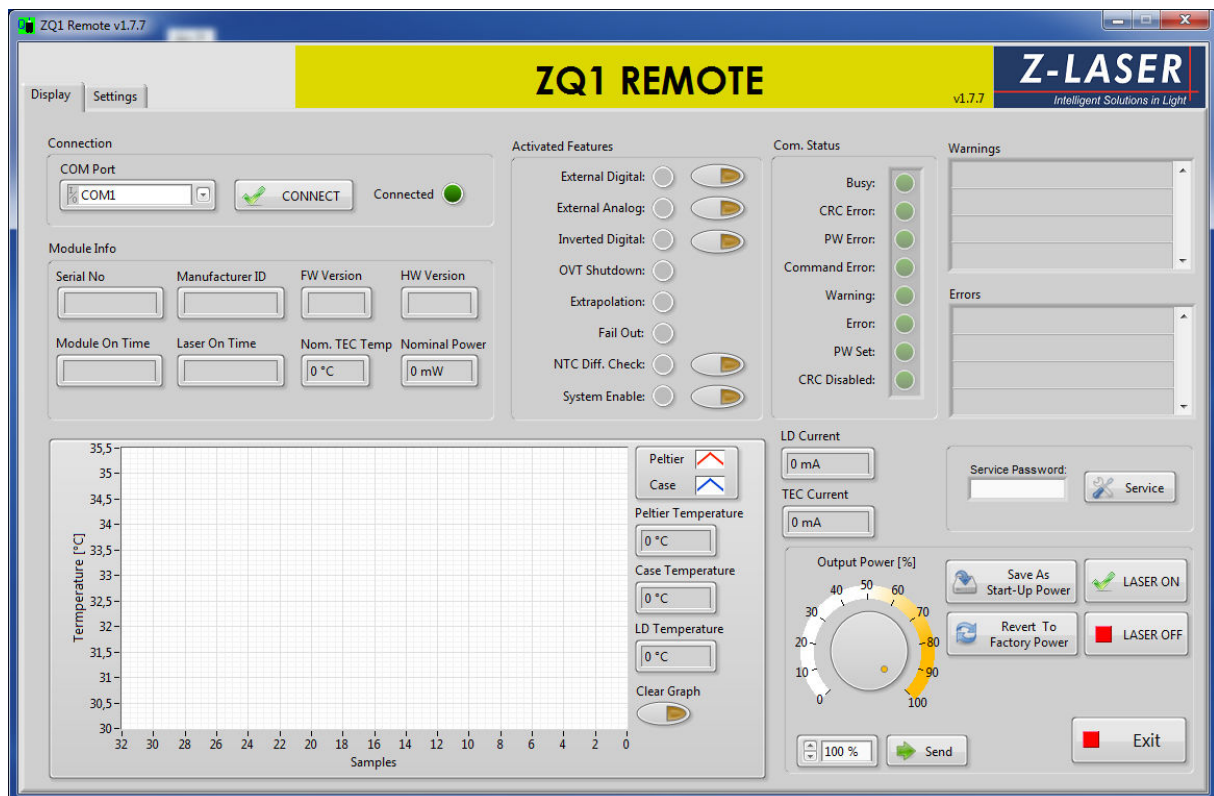 ZQ1 Remote v1.7.7
Display
Settings
ZQ1 REMOTE
v1.7.7
Z-LASER
Intelligent Solutions in Light
Connection
COM Port
COM1
CONNECT
Connected
Module Info
Serial No
Manufacturer ID
FW Version
HW Version
Module On Time
Laser On Time
Nom. TEC Temp
Nominal Power
0 °C
0 mW
Activated Features
External Digital:
External Analog:
Inverted Digital:
OVT Shutdown:
Extrapolation:
Fail Out:
NTC Diff. Check:
System Enable:
Com. Status
Busy:
CRC Error:
PW Error:
Command Error:
Warning:
Error:
PW Set:
CRC Disabled:
Warnings
Errors
Termperature [°C]
35,5
35
34,5
34
33,5
33
32,5
32
31,5
31
30,5
30
32 30 28 26 24 22 20 18 16 14 12 10 8 6 4 2 0
Samples
Peltier
Case
Peltier Temperature
0 °C
Case Temperature
0 °C
LD Temperature
0 °C
Clear Graph
LD Current
0 mA
TEC Current
0 mA
Service Password:
Service
Output Power [%]
0
10
20
30
40
50
60
70
80
90
100
100 %
Send
Save As
Start-Up Power
LASER ON
Revert To
Factory Power
LASER OFF
Exit